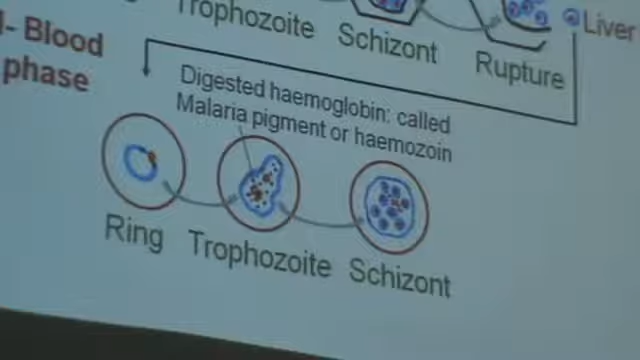 Trophozoite
Schizont
Rupture
Liver
I- Blood
phase
Digested haemoglobin: called
Malaria pigment or haemozoin
Ring
Trophozoite
Schizont